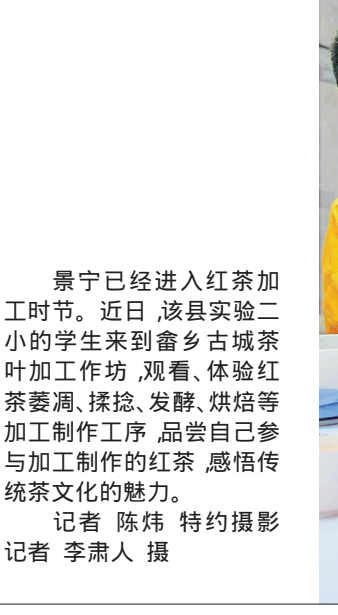 景宁已经进入红茶加
工时节。近日,该县实验二
小的学生来到畲乡古城茶
叶加工作坊,观看、体验红
茶萎凋、揉捻、发酵、烘焙等
加工制作工序,品尝自己参
与加工制作的红茶,感悟传
统茶文化的魅力。
记者 陈炜 特约摄影
记者 李肃人 摄